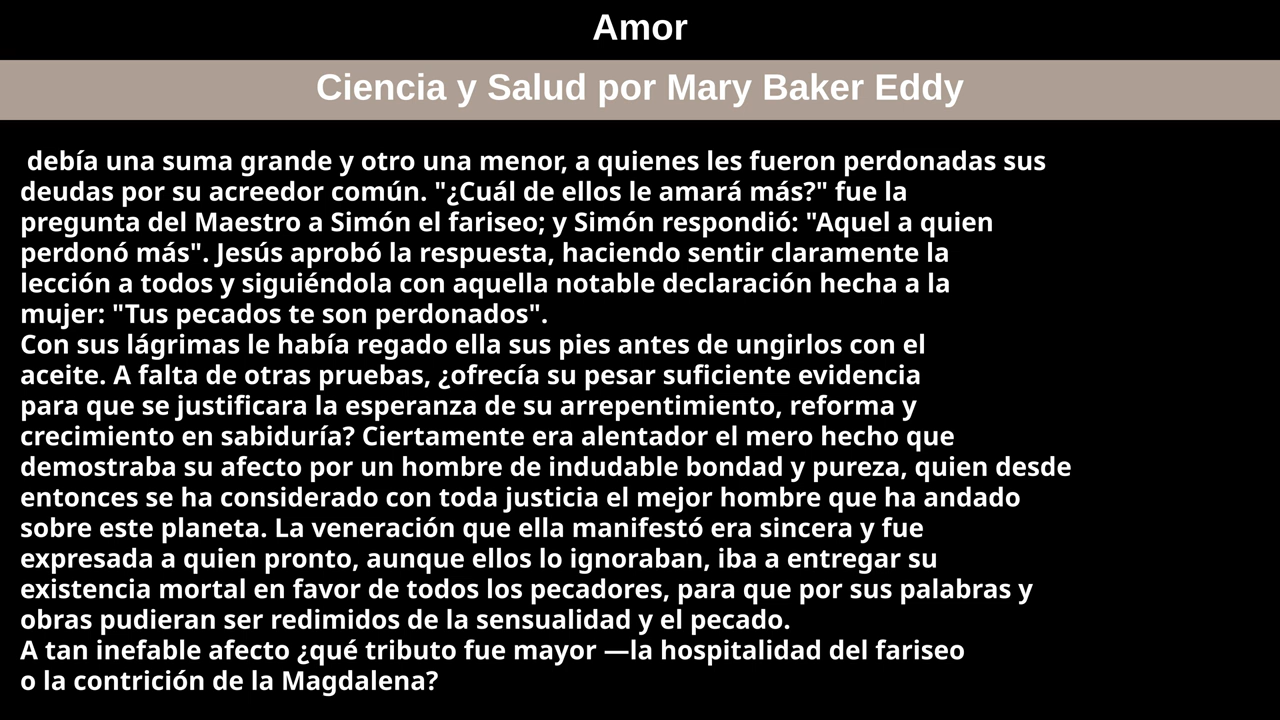 Amor
Ciencia y Salud por Mary Baker Eddy
debía una suma grande y otro una menor, a quienes les fueron perdonadas sus
deudas por su acreedor común. "¿Cuál de ellos le amará más?" fue la
pregunta del Maestro a Simón el fariseo; y Simón respondió: "Aquel a quien
perdonó más". Jesús aprobó la respuesta, haciendo sentir claramente la
lección a todos y siguiéndola con aquella notable declaración hecha a la
mujer: "Tus pecados te son perdonados".
Con sus lágrimas le había regado ella sus pies antes de ungirlos con el
aceite. A falta de otras pruebas, ¿ofrecía su pesar suficiente evidencia
para que se justificara la esperanza de su arrepentimiento, reforma y
crecimiento en sabiduría? Ciertamente era alentador el mero hecho que
demostraba su afecto por un hombre de indudable bondad y pureza, quien desde
entonces se ha considerado con toda justicia el mejor hombre que ha andado
sobre este planeta. La veneración que ella manifestó era sincera y fue
expresada a quien pronto, aunque ellos lo ignoraban, iba a entregar su
existencia mortal en favor de todos los pecadores, para que por sus palabras y
obras pudieran ser redimidos de la sensualidad y el pecado.
A tan inefable afecto ¿qué tributo fue mayor —la hospitalidad del fariseo
o la contrición de la Magdalena?